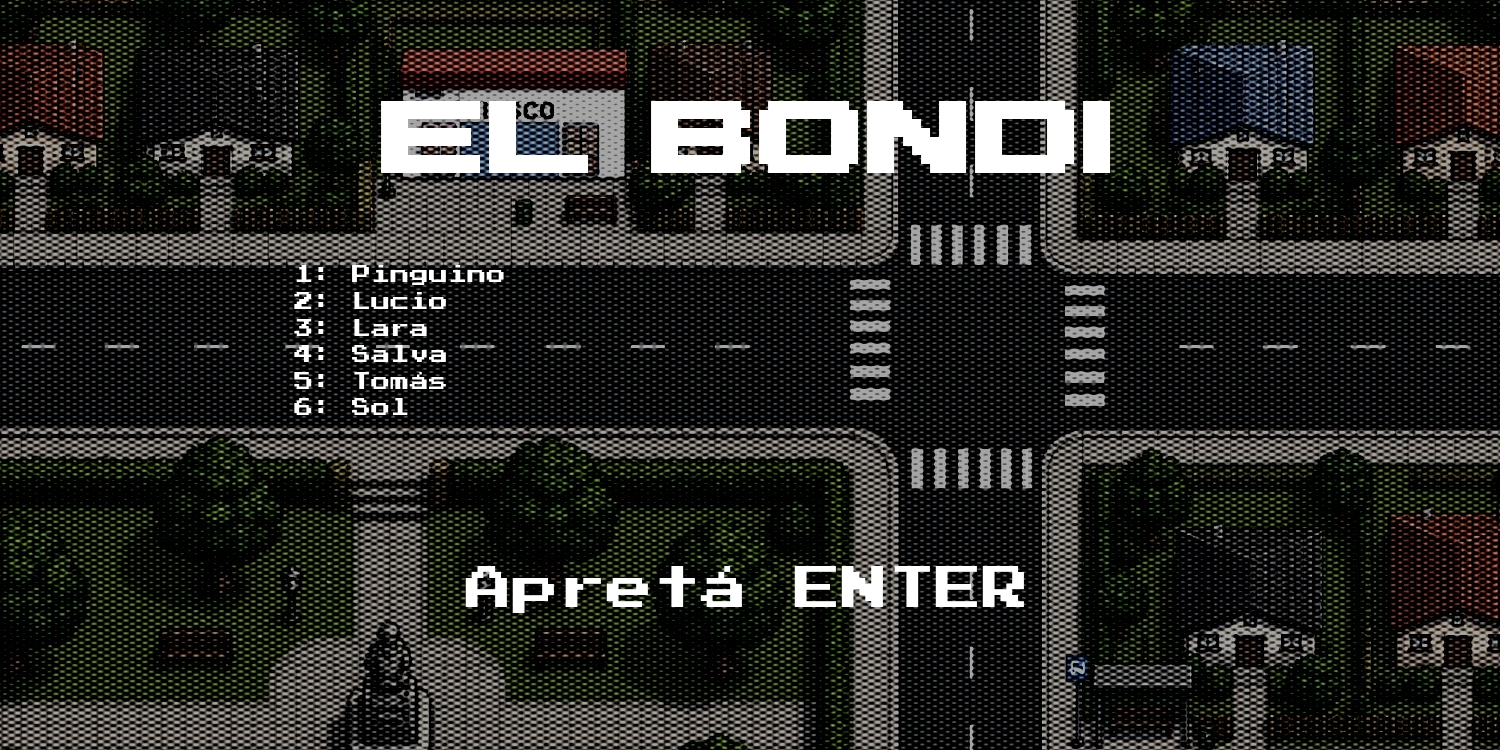 EL BONDI
1: Pinguino
2: Lucio
3: Lara
4: Salva
5: Tomás
6: Sol
Apretá ENTER